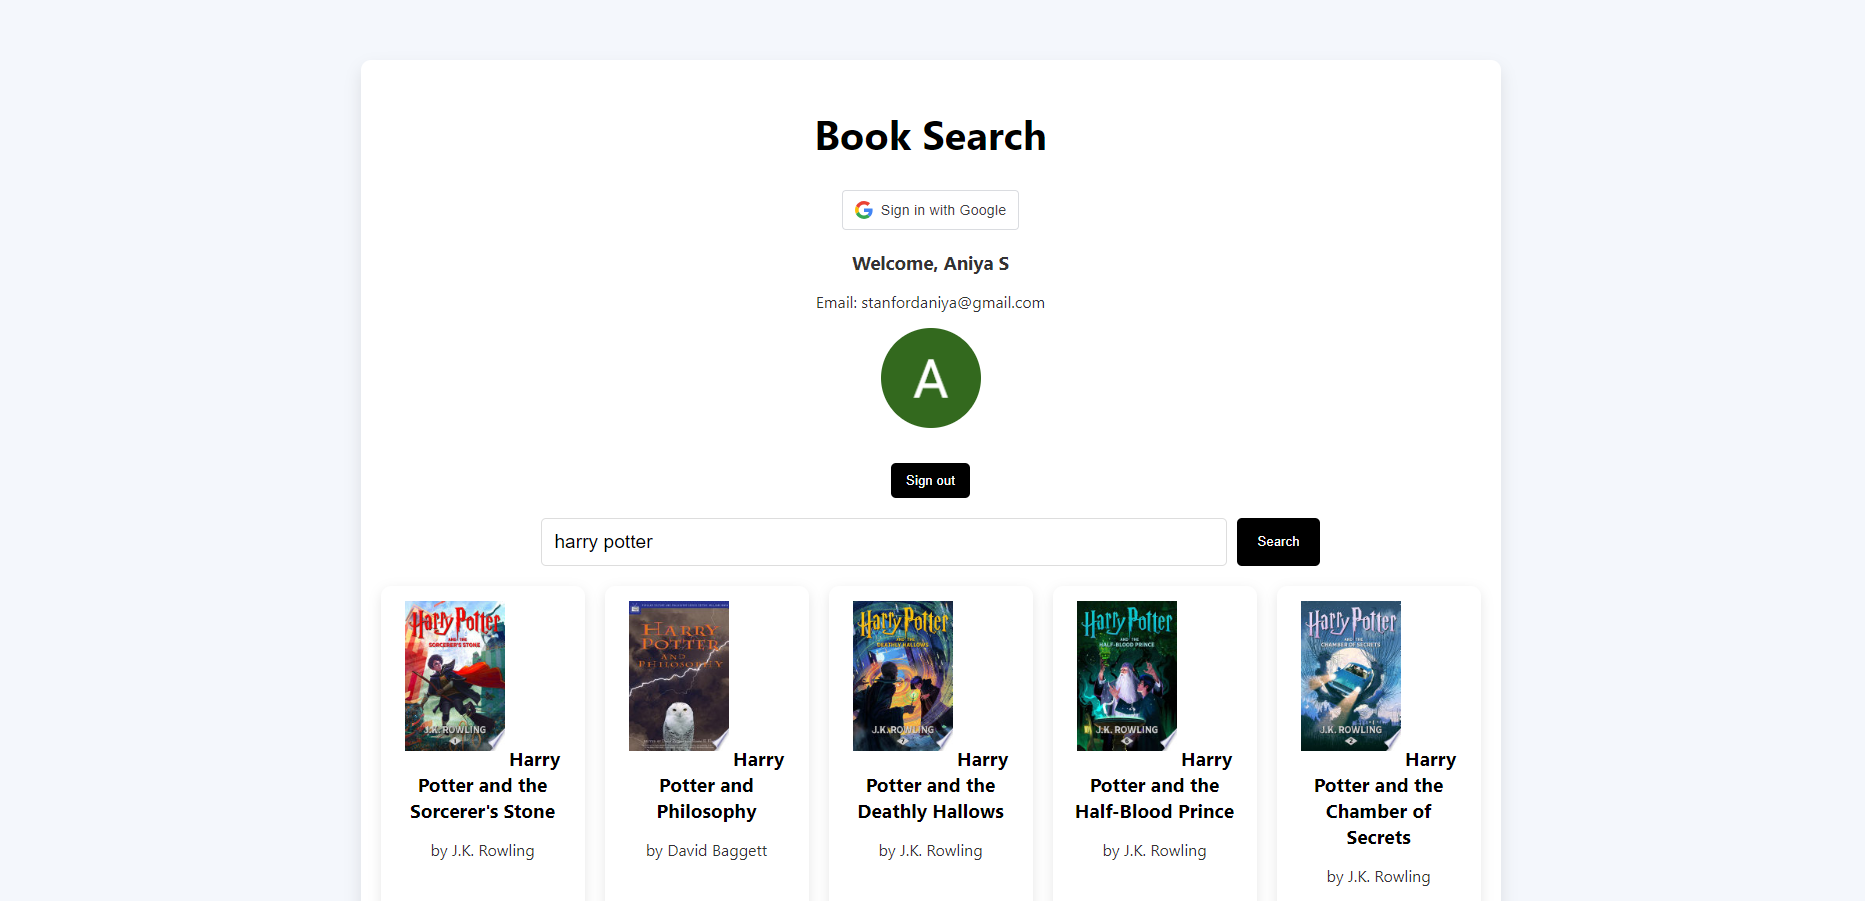 Book Search
Sign in with Google
Welcome, Aniya S
Email: stanfordaniya@gmail.com
A
Sign out
harry potter
Search
Harry Potter
AND THE
SORCERER'S STONE
J.K. ROWLING
1
Harry
Potter and the
Sorcerer's Stone
by J.K. Rowling
HARRY
POTTER
AND
PHILOSOPHY
Harry
Potter and
Philosophy
by David Baggett
Harry Potter
AND THE
DEATHLY HALLOWS
J.K. ROWLING
7
Harry
Potter and the
Deathly Hallows
by J.K. Rowling
Harry Potter
AND THE
HALF-BLOOD PRINCE
J.K. ROWLING
6
Harry
Potter and the
Half-Blood Prince
by J.K. Rowling
Harry Potter
AND THE
CHAMBER OF SECRETS
J.K. ROWLING
2
Harry
Potter and the
Chamber of
Secrets
by J.K. Rowling